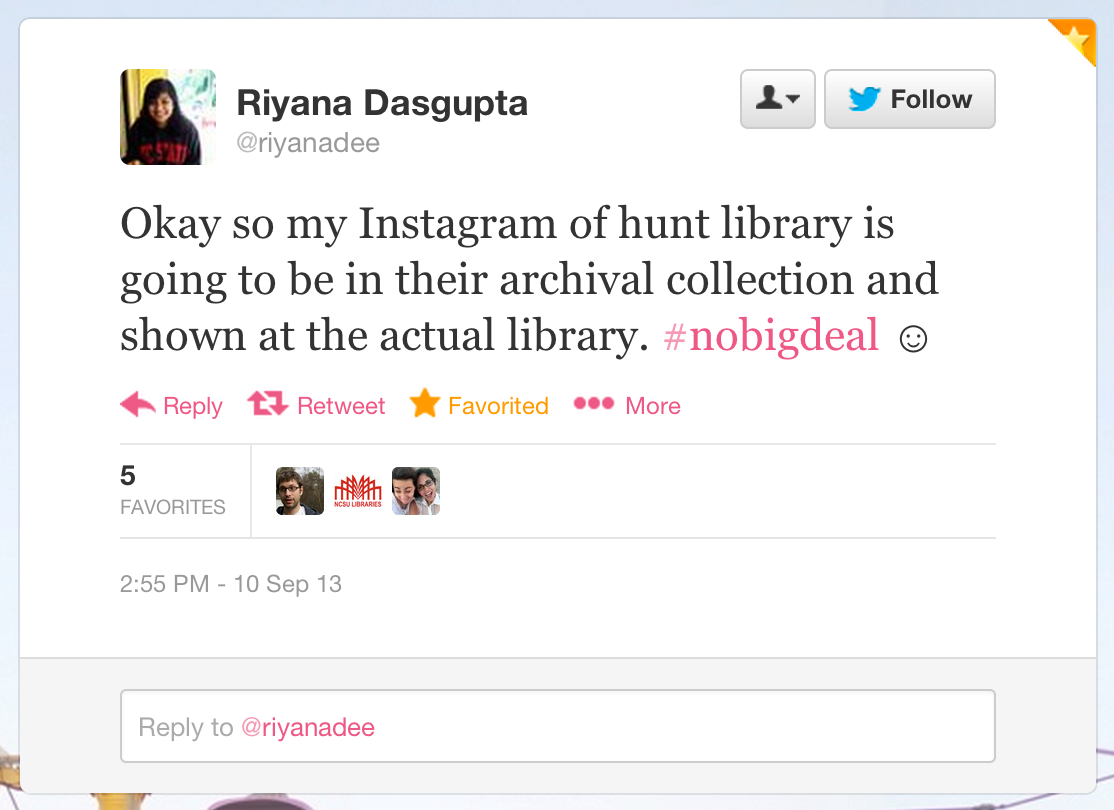 Riyana Dasgupta
@riyanadee
Follow
Okay so my Instagram of hunt library is
going to be in their archival collection and
shown at the actual library. #nobigdeal ☺
Reply Retweet Favorited More
5
FAVORITES
NCSU LIBRARIES
2:55 PM - 10 Sep 13
Reply to @riyanadee